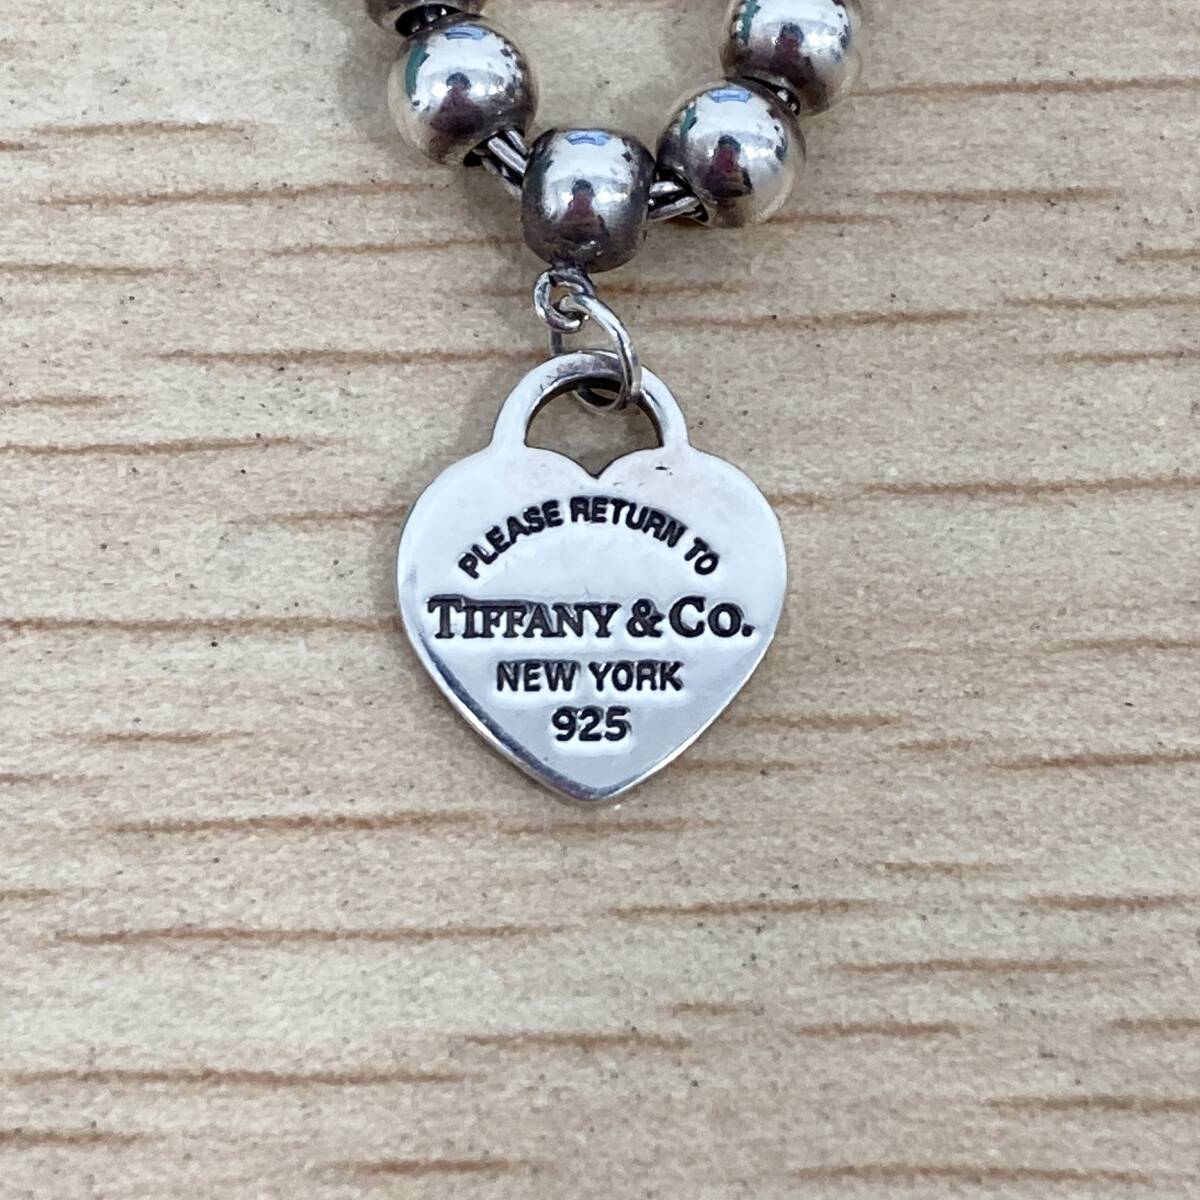 PLEASE RETURN TO
TIFFANY & CO.
NEW YORK
925